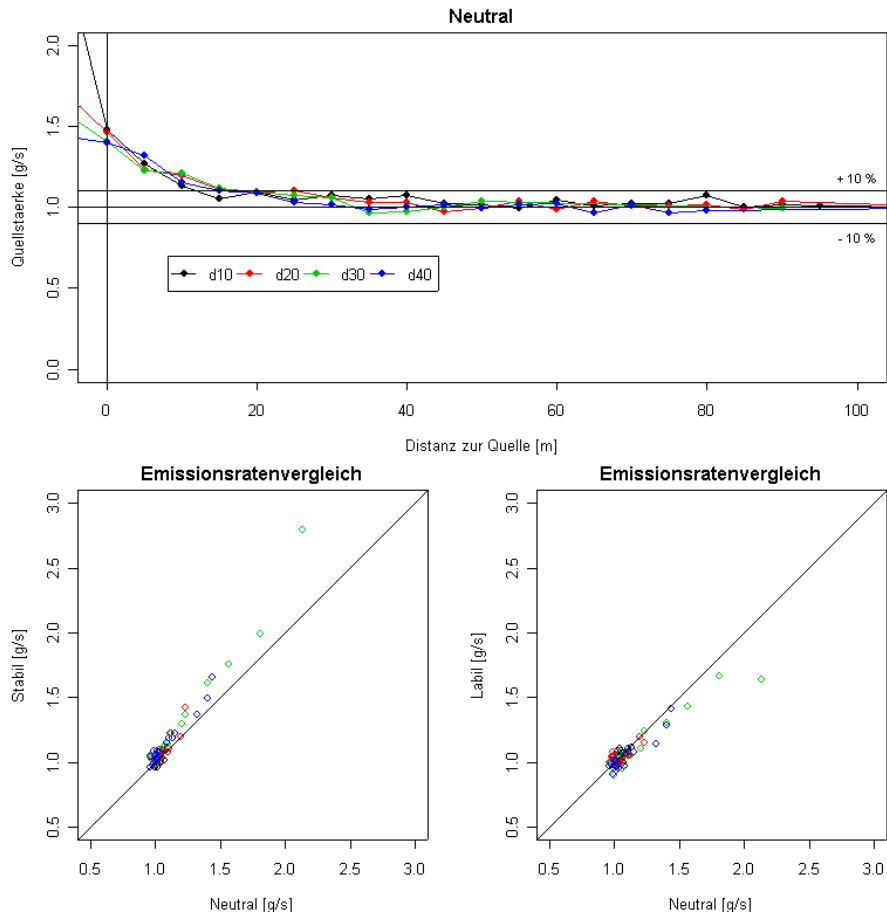 Neutral
Quellstaerke [g/s]
2.0
1.5
1.0
0.5
0.0
+ 10 %
- 10 %
d10 d20 d30 d40
0 20 40 60 80 100
Distanz zur Quelle [m]
Emissionsratenvergleich
Stabil [g/s]
3.0
2.5
2.0
1.5
1.0
0.5
0.5 1.0 1.5 2.0 2.5 3.0
Neutral [g/s]
Emissionsratenvergleich
Labil [g/s]
3.0
2.5
2.0
1.5
1.0
0.5
0.5 1.0 1.5 2.0 2.5 3.0
Neutral [g/s]